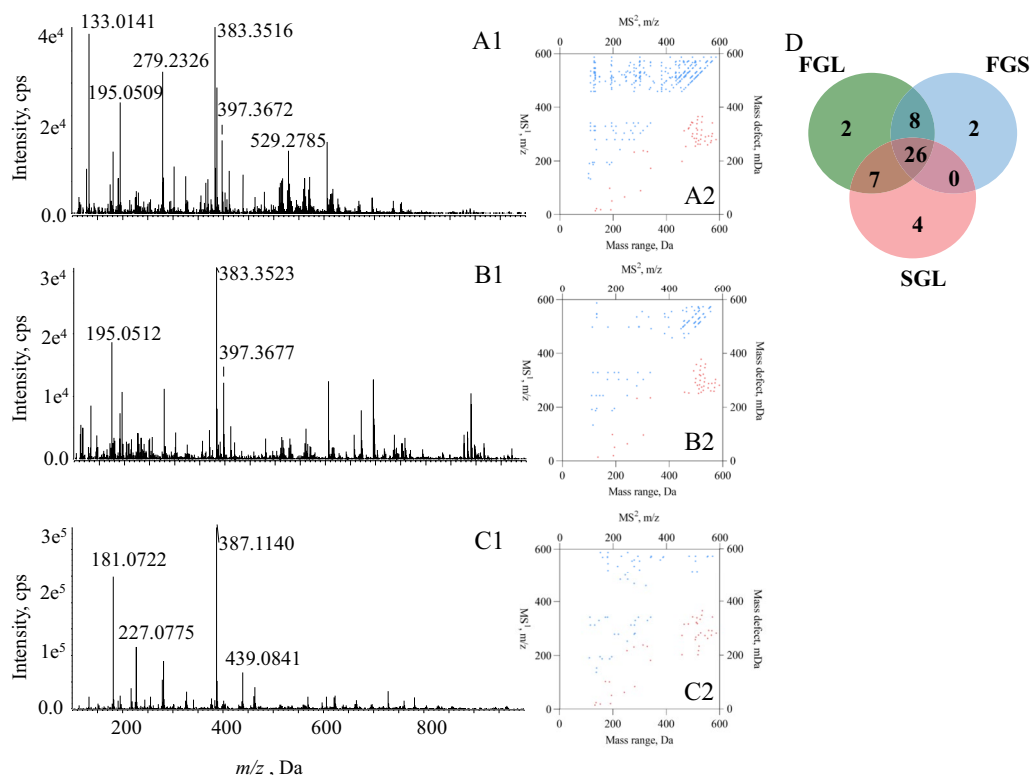 A1
Intensity, cps
4e⁴
2e⁴
0.0
133.0141
195.0509
279.2326
383.3516
397.3672
529.2785
MS², m/z
0 200 400 600
600
400
200
0
MS¹, m/z
600
400
200
0
Mass defect, mDa
A2
0 200 400 600
Mass range, Da
D
FGL
FGS
2
8
2
26
7
0
4
SGL
B1
Intensity, cps
3e⁴
2e⁴
1e⁴
0.0
195.0512
383.3523
397.3677
MS², m/z
0 200 400 600
600
400
200
0
MS¹, m/z
600
400
200
0
Mass defect, mDa
B2
0 200 400 600
Mass range, Da
C1
Intensity, cps
3e⁵
2e⁵
1e⁵
0.0
181.0722
227.0775
387.1140
439.0841
200 400 600 800
m/z , Da
MS², m/z
0 200 400 600
600
400
200
0
MS¹, m/z
600
400
200
0
Mass defect, mDa
C2
0 200 400 600
Mass range, Da